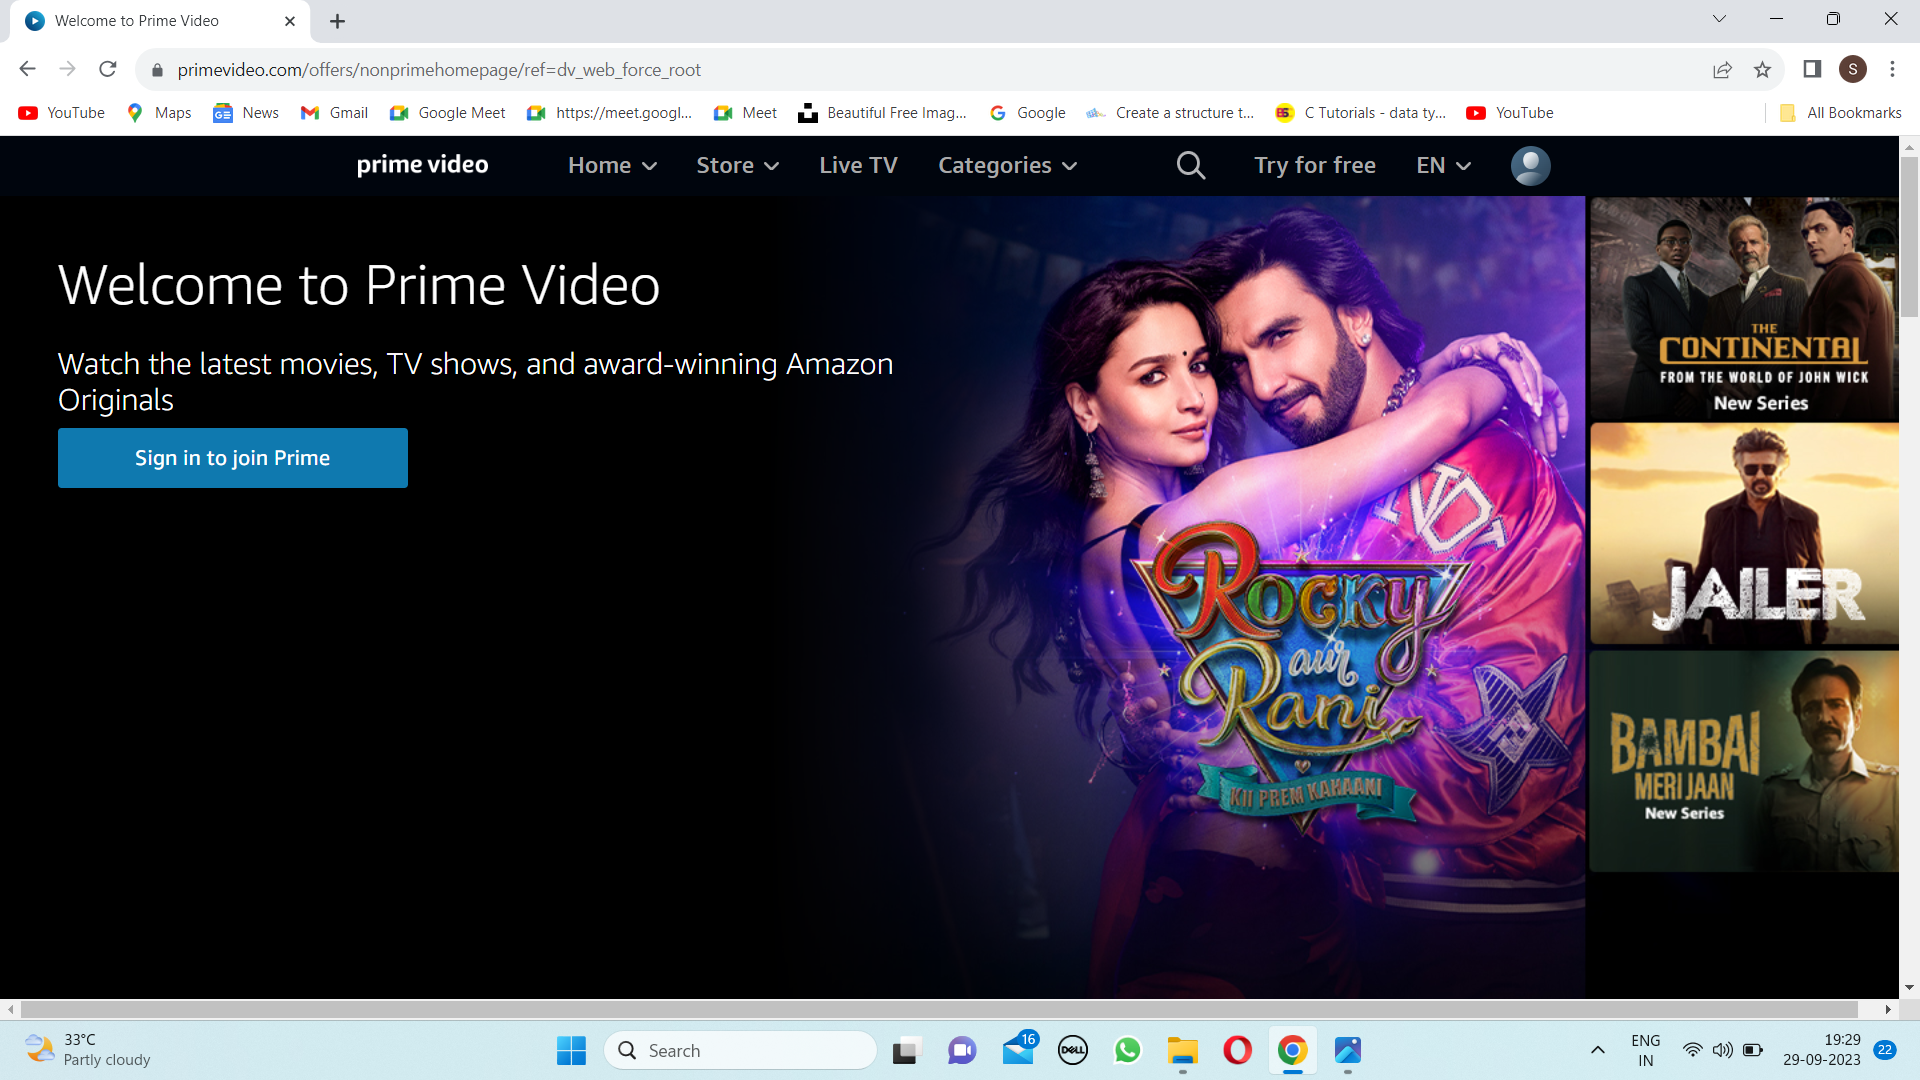 Welcome to Prime Video
primevideo.com/offers/nonprimehomepage/ref=dv_web_force_root
S
YouTube
Maps
News
Gmail
Google Meet
https://meet.googl...
Meet
Beautiful Free Imag...
Google
Create a structure t...
C Tutorials - data ty...
YouTube
All Bookmarks
prime video
Home
Store
Live TV
Categories
Try for free
EN
Welcome to Prime Video
Watch the latest movies, TV shows, and award-winning Amazon
Originals
Sign in to join Prime
ROCKY
aur
Rani
KII PREM KAHAANI
THE
CONTINENTAL
FROM THE WORLD OF JOHN WICK
New Series
JAILER
BAMBAI
MERI JAAN
New Series
33°C
Partly cloudy
Search
16
DELL
ENG
IN
19:29
29-09-2023
22